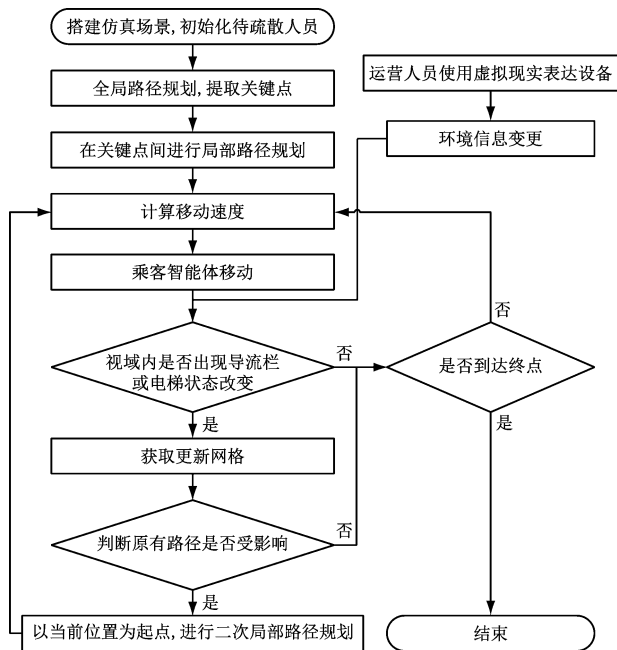 搭建仿真场景,初始化待疏散人员
全局路径规划,提取关键点
运营人员使用虚拟现实表达设备
在关键点间进行局部路径规划
环境信息变更
计算移动速度
乘客智能体移动
视域内是否出现导流栏
或电梯状态改变
否
是否到达终点
否
是
是
获取更新网格
判断原有路径是否受影响
否
是
以当前位置为起点,进行二次局部路径规划
结束